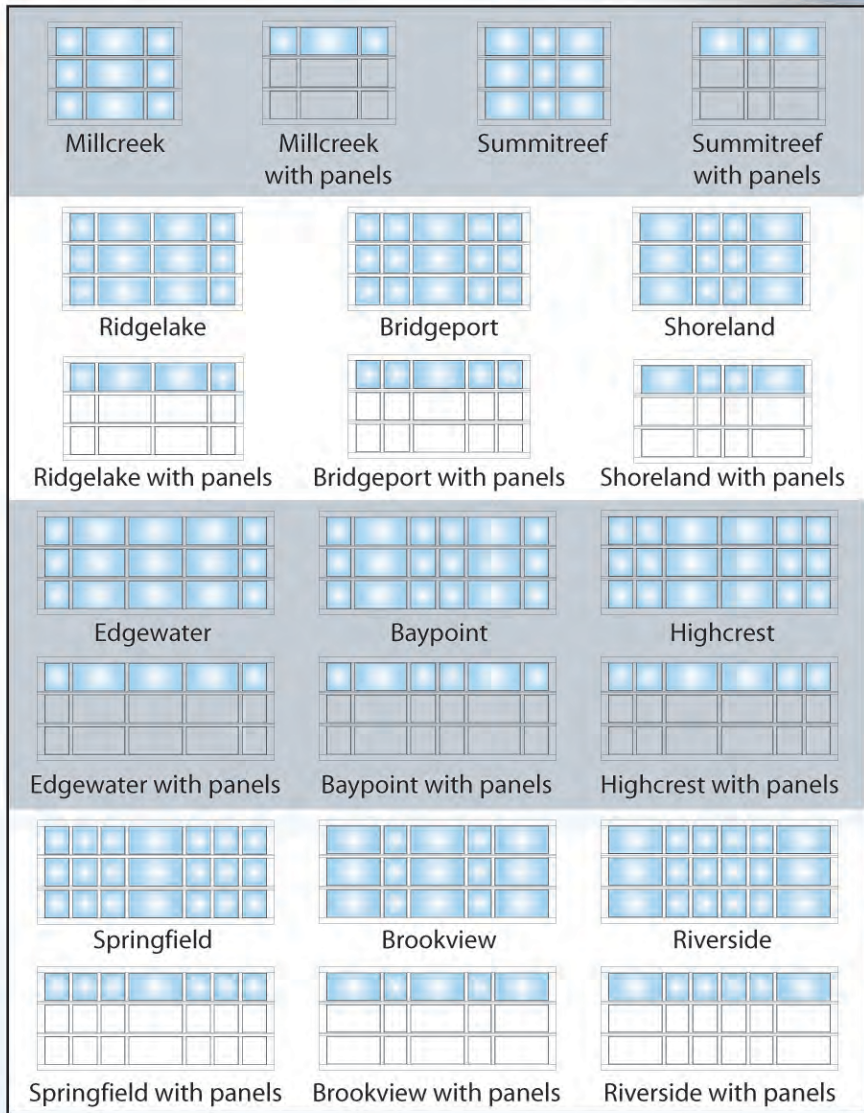 Millcreek
Millcreek
with panels
Summitreef
Summitreef
with panels
Ridgelake
Bridgeport
Shoreland
Ridgelake with panels
Bridgeport with panels
Shoreland with panels
Edgewater
Baypoint
Highcrest
Edgewater with panels
Baypoint with panels
Highcrest with panels
Springfield
Brookview
Riverside
Springfield with panels
Brookview with panels
Riverside with panels